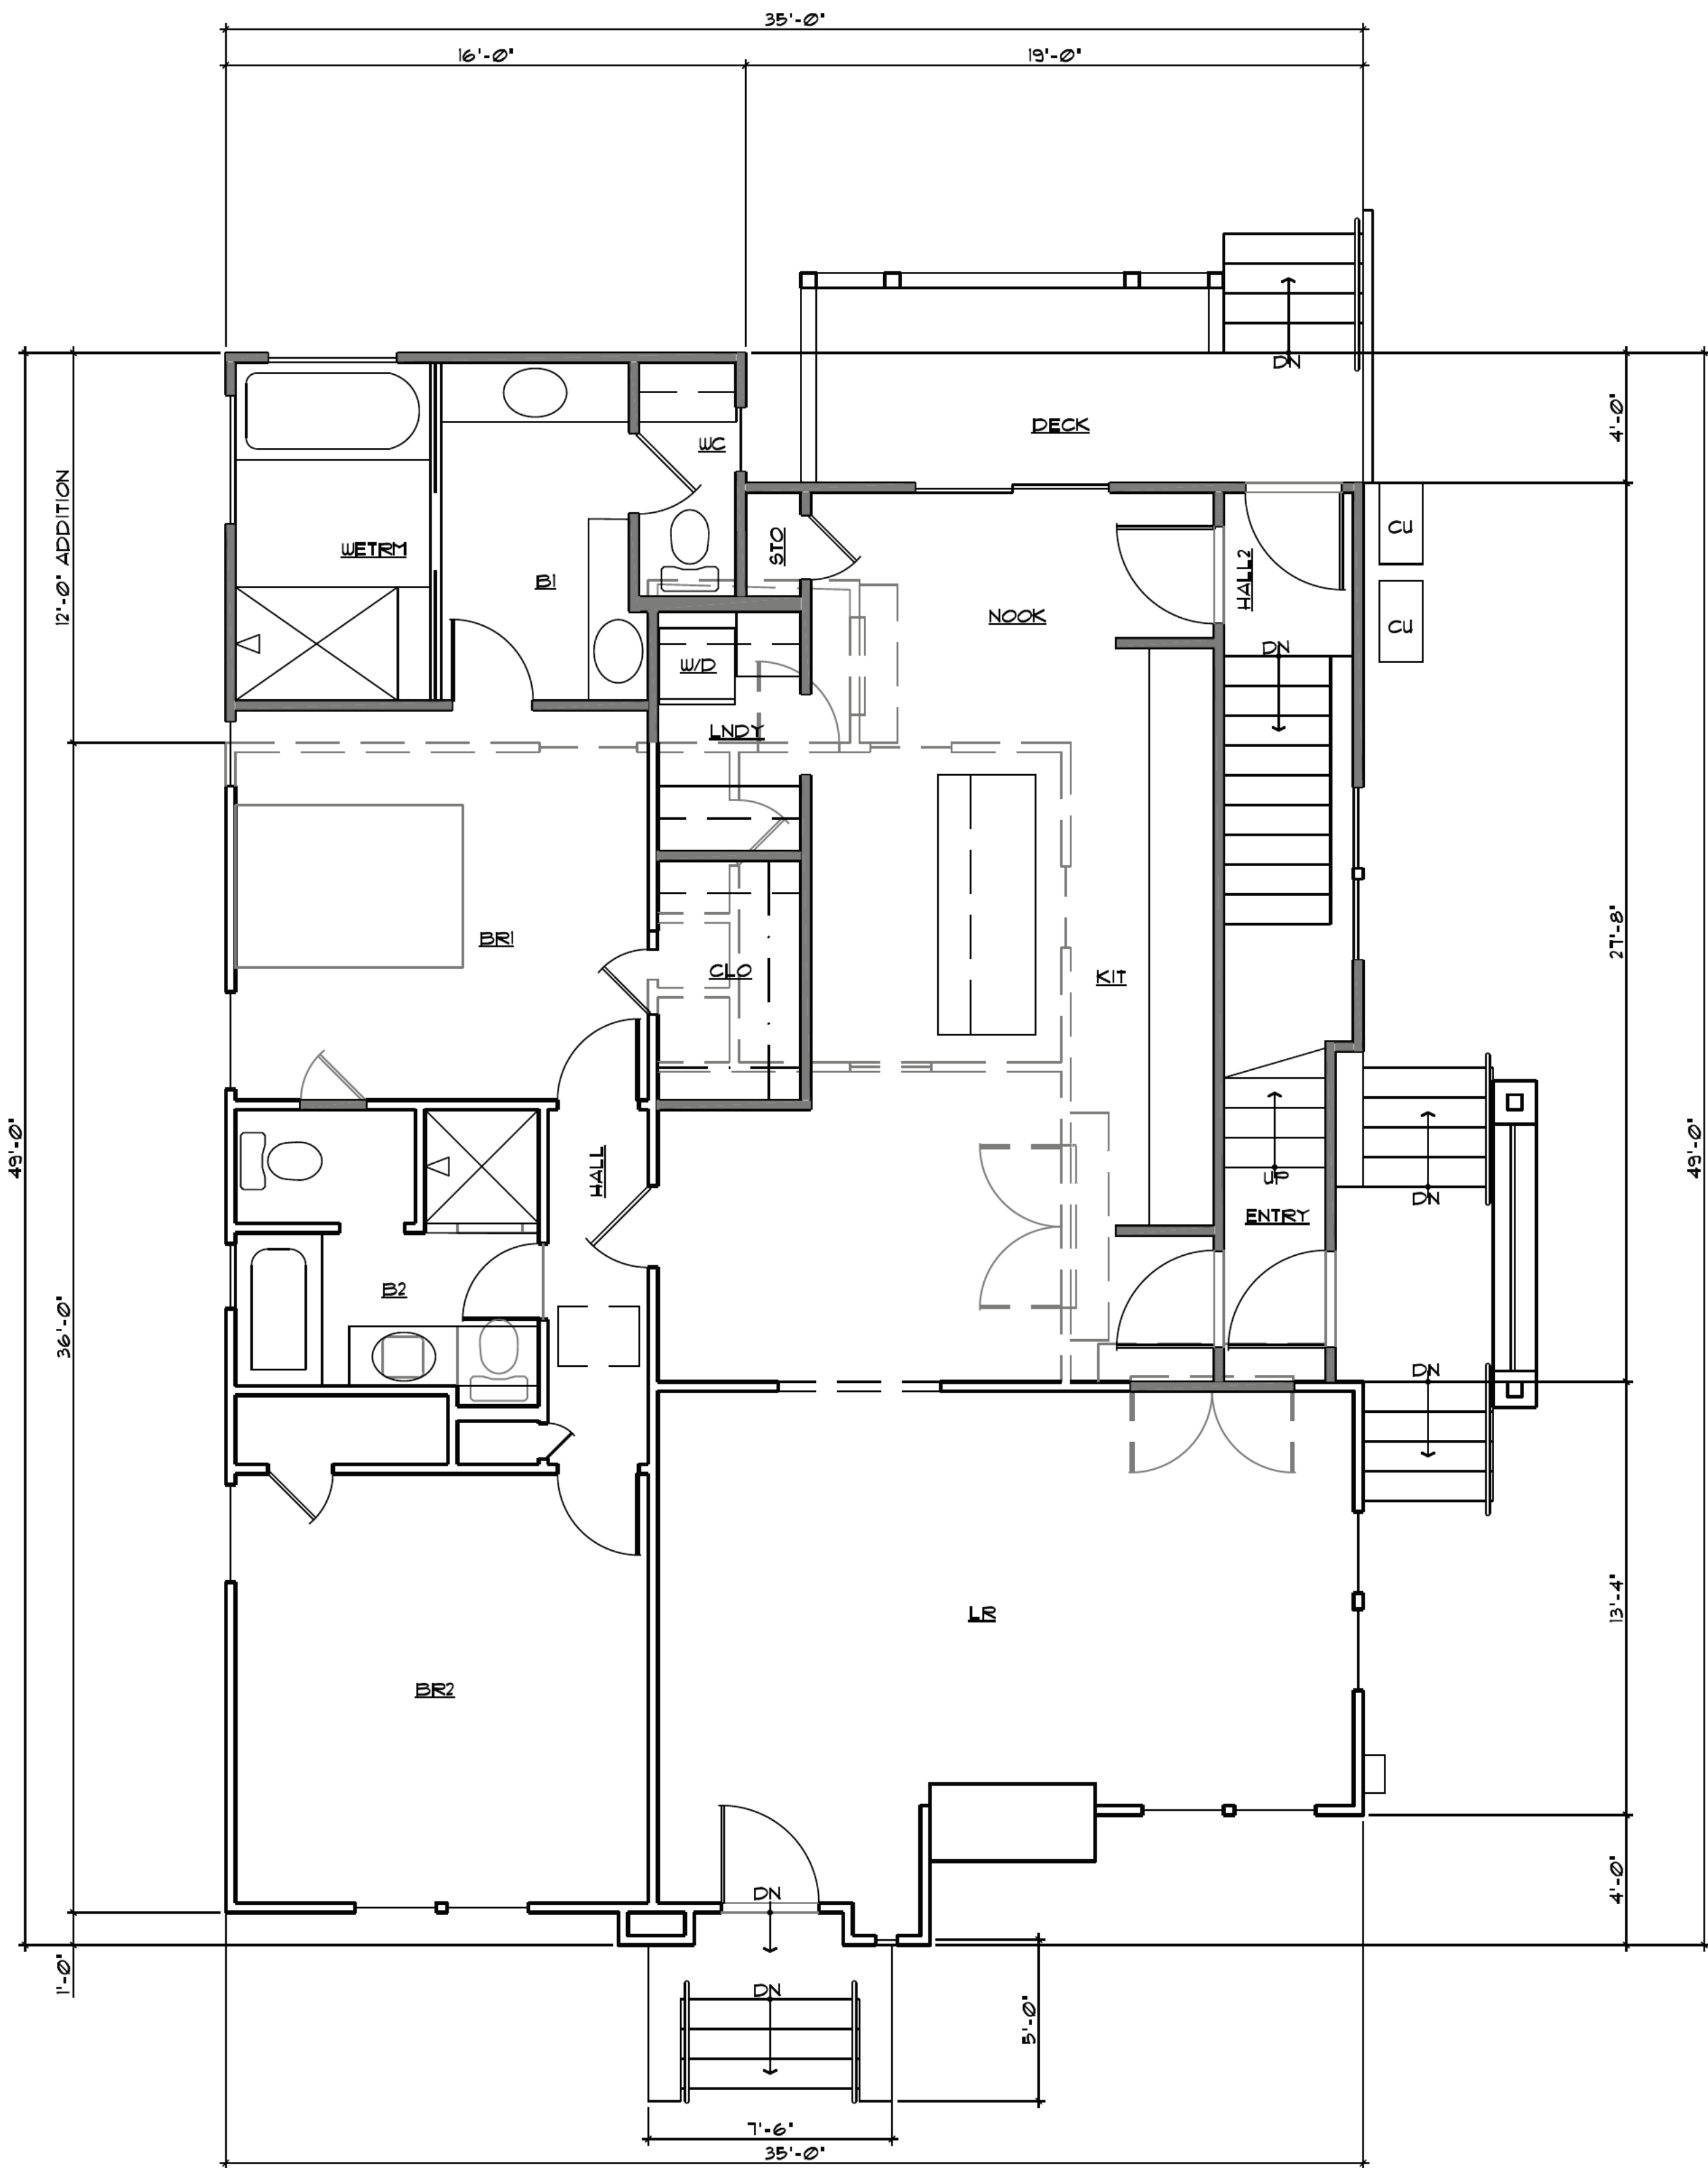 35'-0"
16'-0"
19'-0"
DN
DECK
4'-0"
WC
12'-0" ADDITION
CU
WETRM
STO
B1
HALL2
NOOK
CU
DN
W/D
LNDY
BR1
27'-8"
CLO
KIT
49'-0"
49'-0"
HALL
UP
DN
ENTRY
B2
36'-0"
DN
13'-4"
LR
BR2
4'-0"
DN
1'-0"
DN
5'-0"
7'-6"
35'-0"